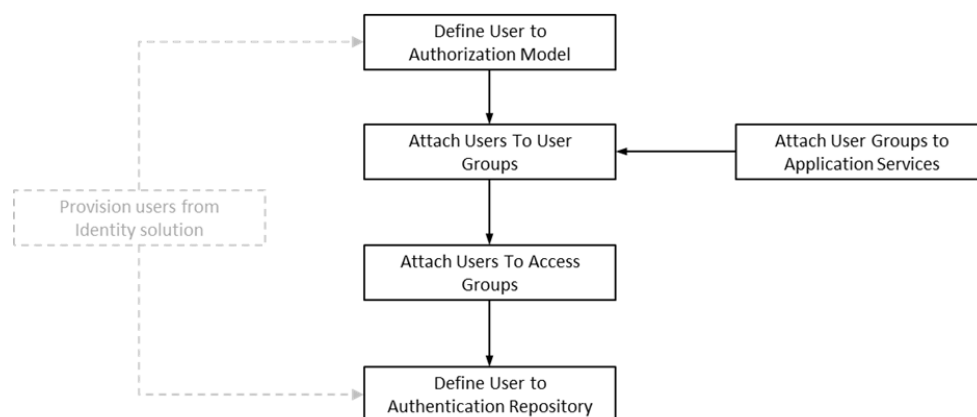 Define User to
Authorization Model
Attach Users To User
Groups
Attach User Groups to
Application Services
Provision users from
Identity solution
Attach Users To Access
Groups
Define User to
Authentication Repository